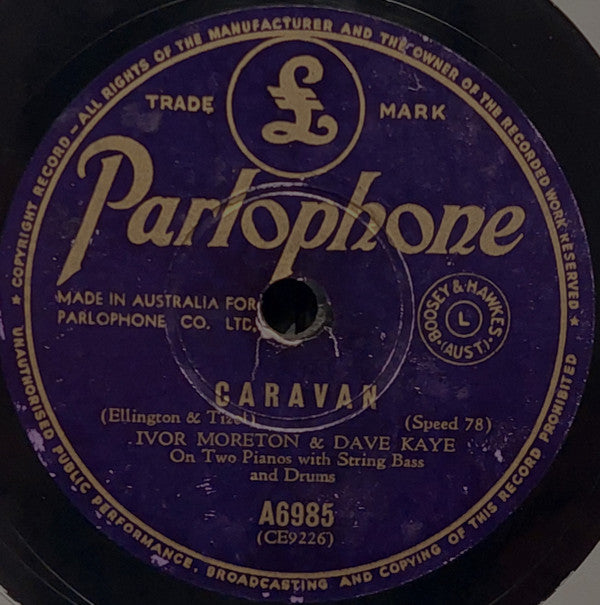 ★ COPYRIGHT RECORD — ALL RIGHTS OF THE MANUFACTURER AND THE OWNER OF THE RECORDED WORK RESERVED ★
£
TRADE MARK
Parlophone
MADE IN AUSTRALIA FOR
PARLOPHONE CO. LTD.
BOOSEY & HAWKES
L
(AUST.)
CARAVAN
(Ellington & Tizol)
(Speed 78)
IVOR MORETON & DAVE KAYE
On Two Pianos with String Bass
and Drums
A6985
(CE9226)
UNAUTHORISED PUBLIC PERFORMANCE, BROADCASTING AND COPYING OF THIS RECORD PROHIBITED